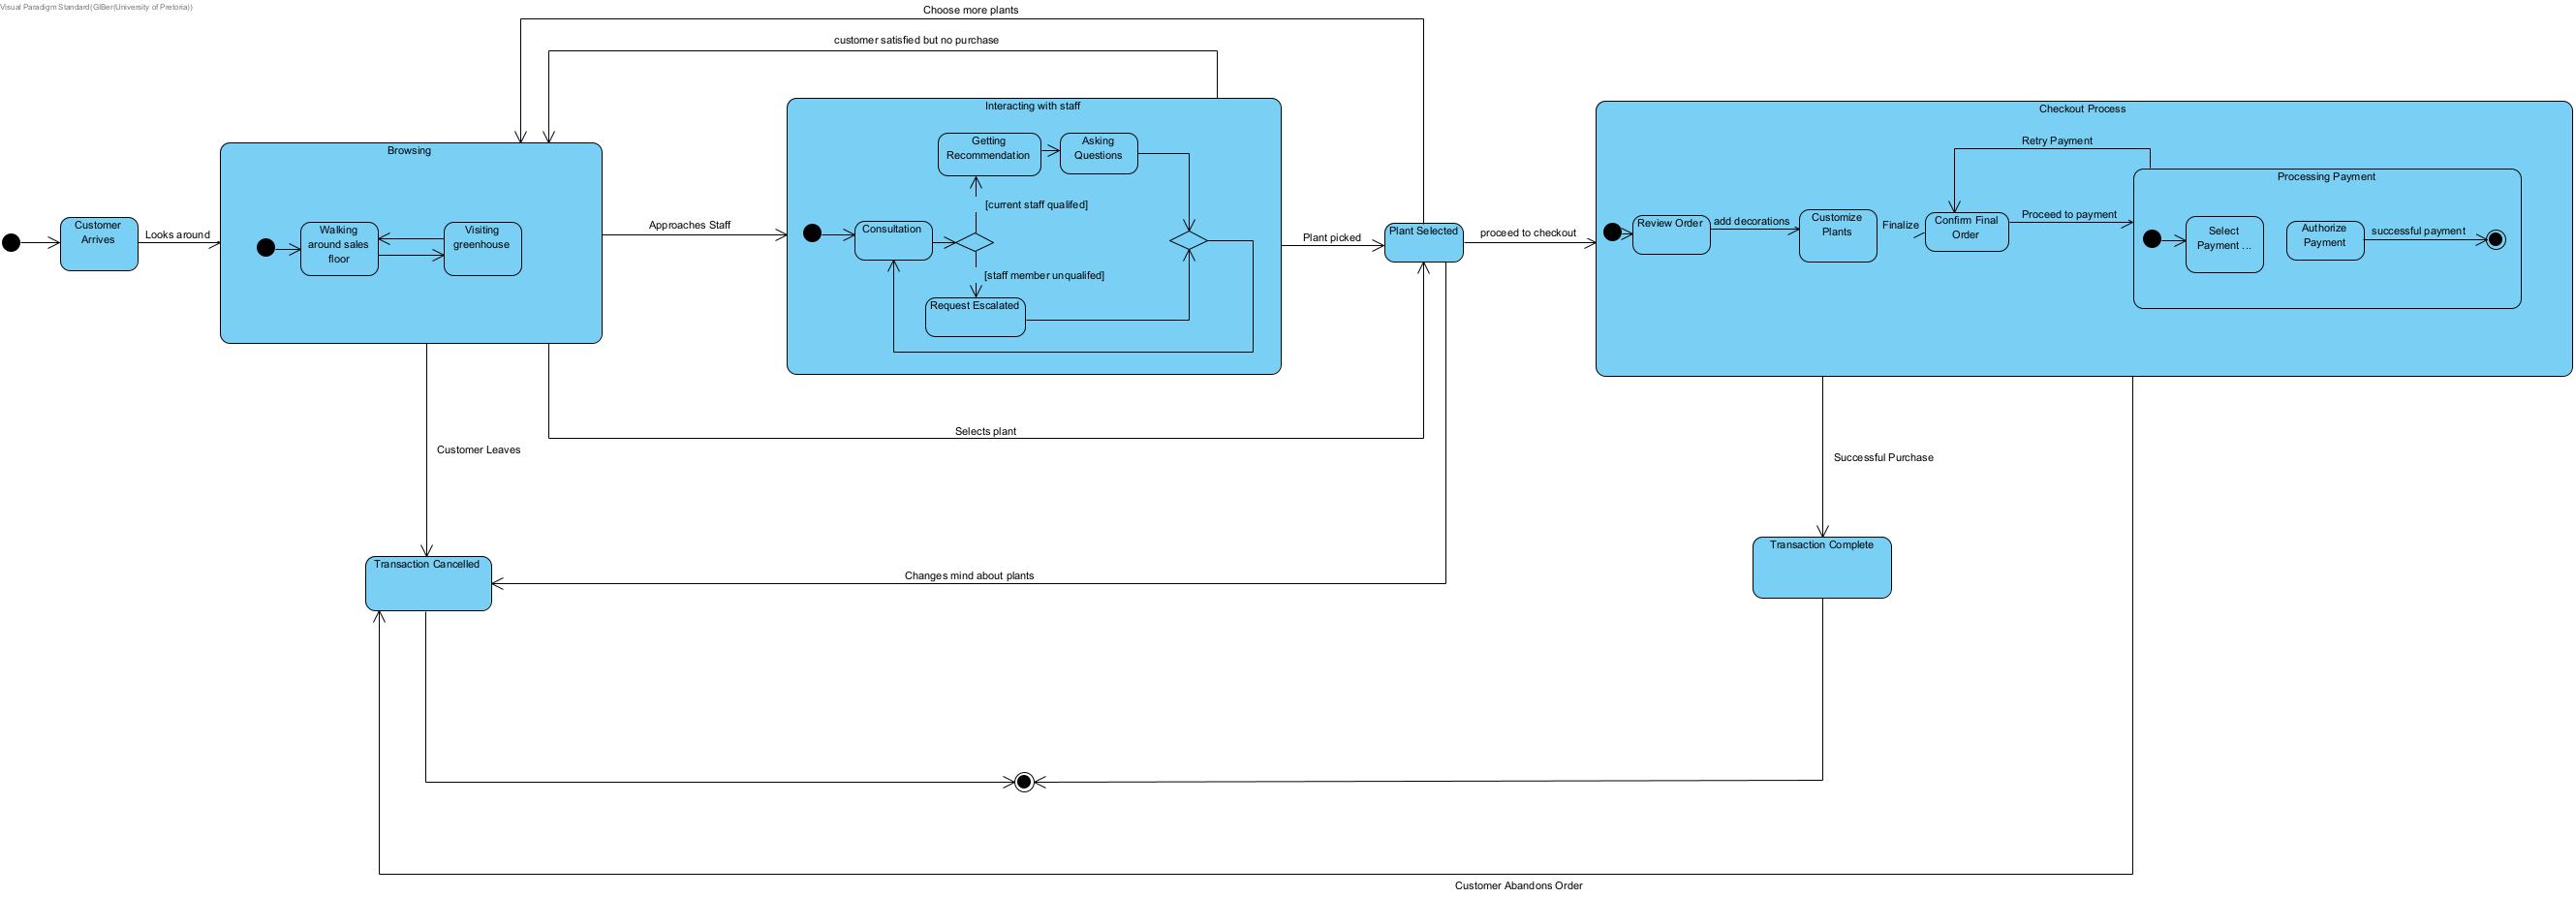 Visual Paradigm Standard(GIBer(University of Pretoria))
Choose more plants
customer satisfied but no purchase
Customer
Arrives
Looks around
Browsing
Walking
around sales
floor
Visiting
greenhouse
Approaches Staff
Interacting with staff
Getting
Recommendation
Asking
Questions
[current staff qualifed]
Consultation
[staff member unqualifed]
Request Escalated
Plant picked
Plant Selected
proceed to checkout
Checkout Process
Retry Payment
Review Order
add decorations
Customize
Plants
Finalize
Confirm Final
Order
Proceed to payment
Processing Payment
Select
Payment ...
Authorize
Payment
successful payment
Selects plant
Customer Leaves
Successful Purchase
Transaction Cancelled
Changes mind about plants
Transaction Complete
Customer Abandons Order